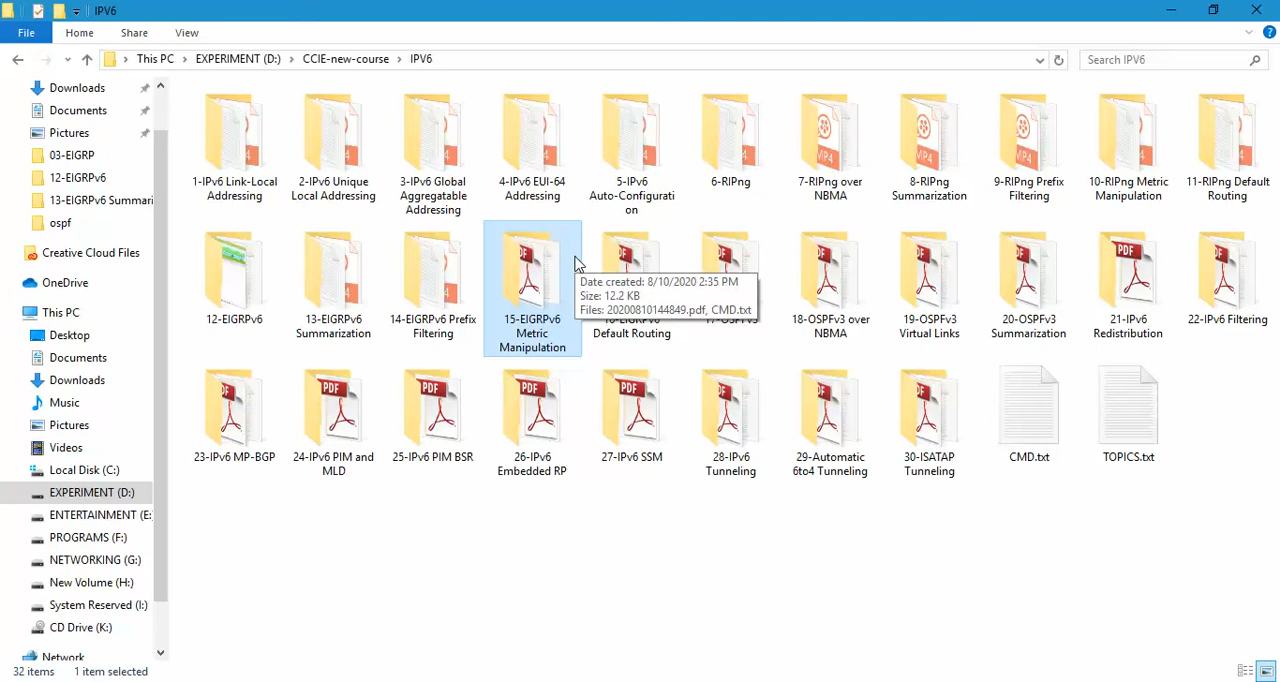 IPV6
File Home Share View
This PC EXPERIMENT (D:) CCIE-new-course IPV6
Search IPV6
Downloads
Documents
Pictures
03-EIGRP
12-EIGRPv6
13-EIGRPv6 Summari
ospf
Creative Cloud Files
OneDrive
This PC
Desktop
Documents
Downloads
Music
Pictures
Videos
Local Disk (C:)
EXPERIMENT (D:)
ENTERTAINMENT (E:
PROGRAMS (F:)
NETWORKING (G:)
New Volume (H:)
System Reserved (I:)
CD Drive (K:)
Network
1-IPv6 Link-Local
Addressing
2-IPv6 Unique
Local Addressing
3-IPv6 Global
Aggregatable
Addressing
4-IPv6 EUI-64
Addressing
5-IPv6
Auto-Configurati
on
6-RIPng
7-RIPng over
NBMA
8-RIPng
Summarization
9-RIPng Prefix
Filtering
10-RIPng Metric
Manipulation
11-RIPng Default
Routing
12-EIGRPv6
13-EIGRPv6
Summarization
14-EIGRPv6 Prefix
Filtering
15-EIGRPv6
Metric
Manipulation
Default Routing
Date created: 8/10/2020 2:35 PM
Size: 12.2 KB
Files: 20200810144849.pdf, CMD.txt
18-OSPFv3 over
NBMA
19-OSPFv3
Virtual Links
20-OSPFv3
Summarization
21-IPv6
Redistribution
22-IPv6 Filtering
23-IPv6 MP-BGP
24-IPv6 PIM and
MLD
25-IPv6 PIM BSR
26-IPv6
Embedded RP
27-IPv6 SSM
28-IPv6
Tunneling
29-Automatic
6to4 Tunneling
30-ISATAP
Tunneling
CMD.txt
TOPICS.txt
32 items 1 item selected